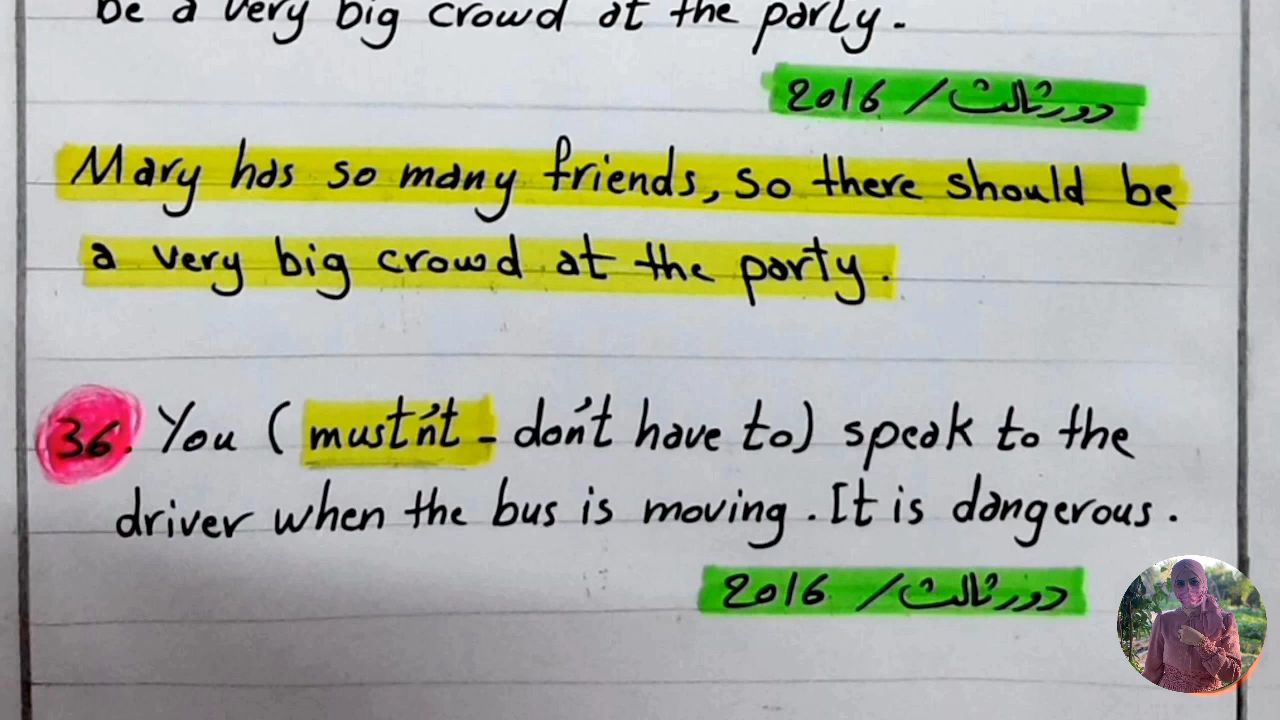 be a very big crowd at the party.
2016 / دور ثالث
Mary has so many friends, so there should be
a very big crowd at the party.
36. You ( mustn't - don't have to) speak to the
driver when the bus is moving. It is dangerous.
2016 / دور ثالث